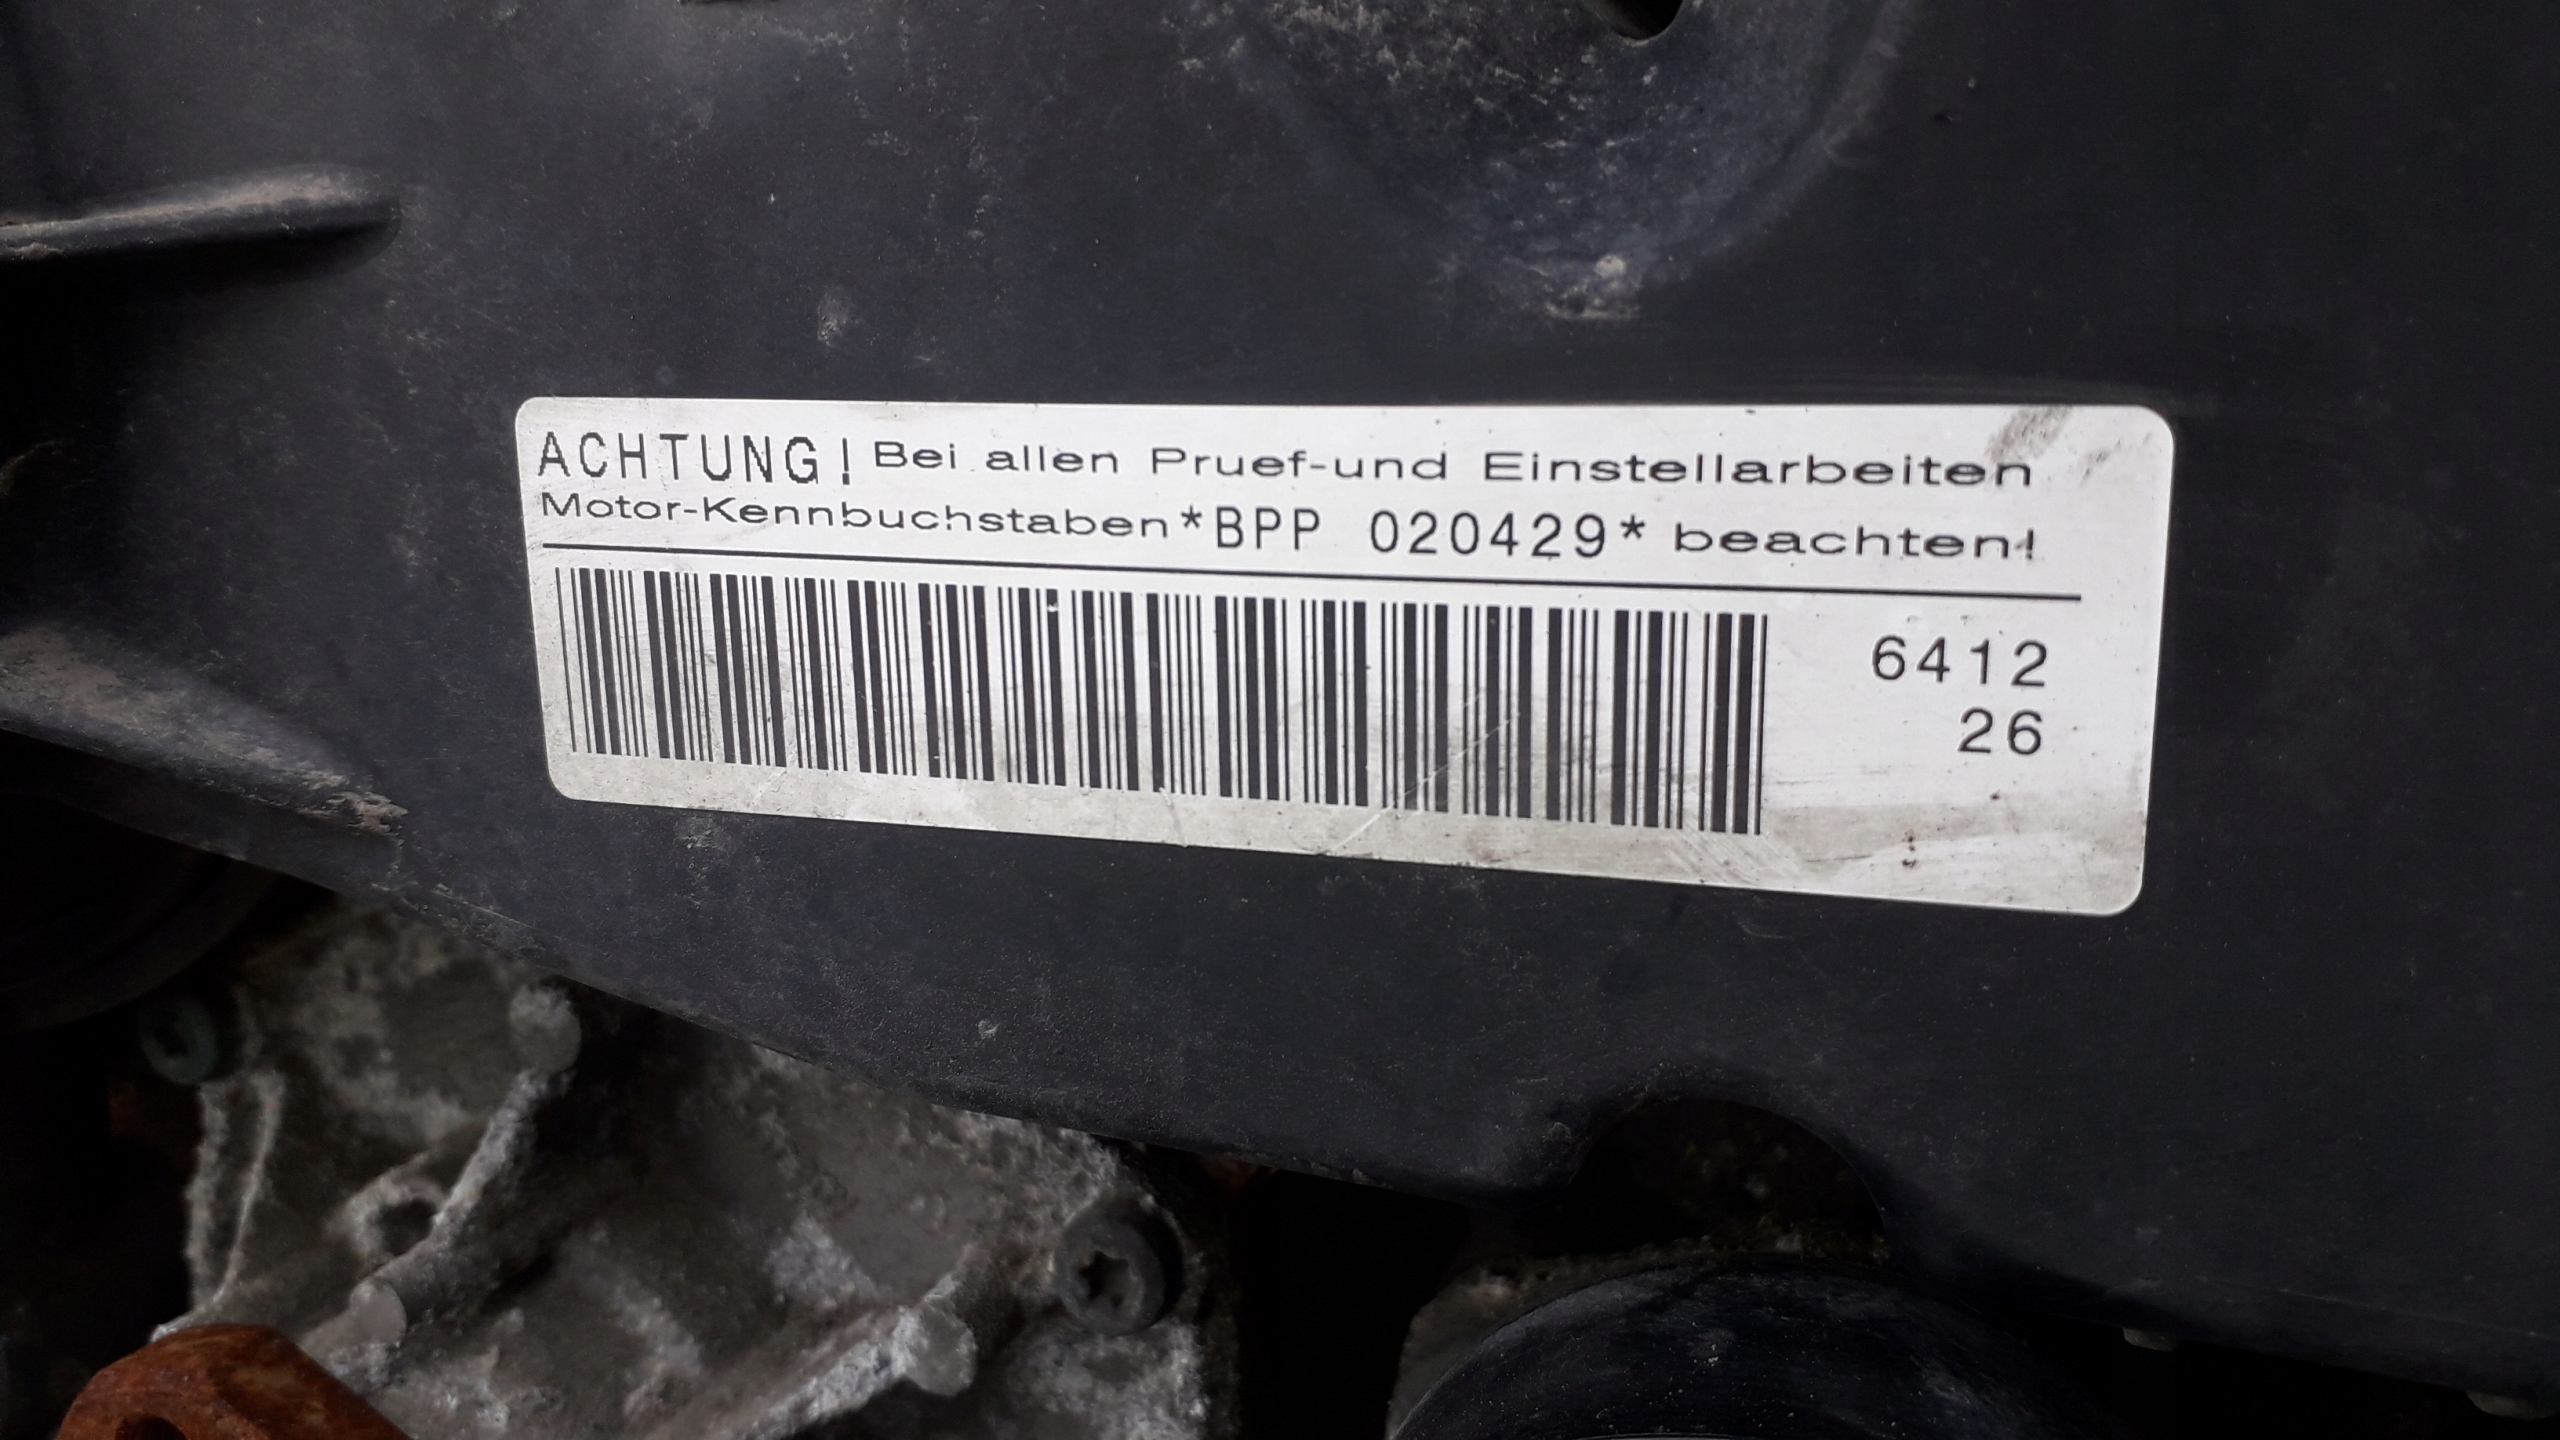 ACHTUNG! Bei allen Pruef-und Einstellarbeiten
Motor-Kennbuchstaben *BPP 020429* beachten!
6412
26